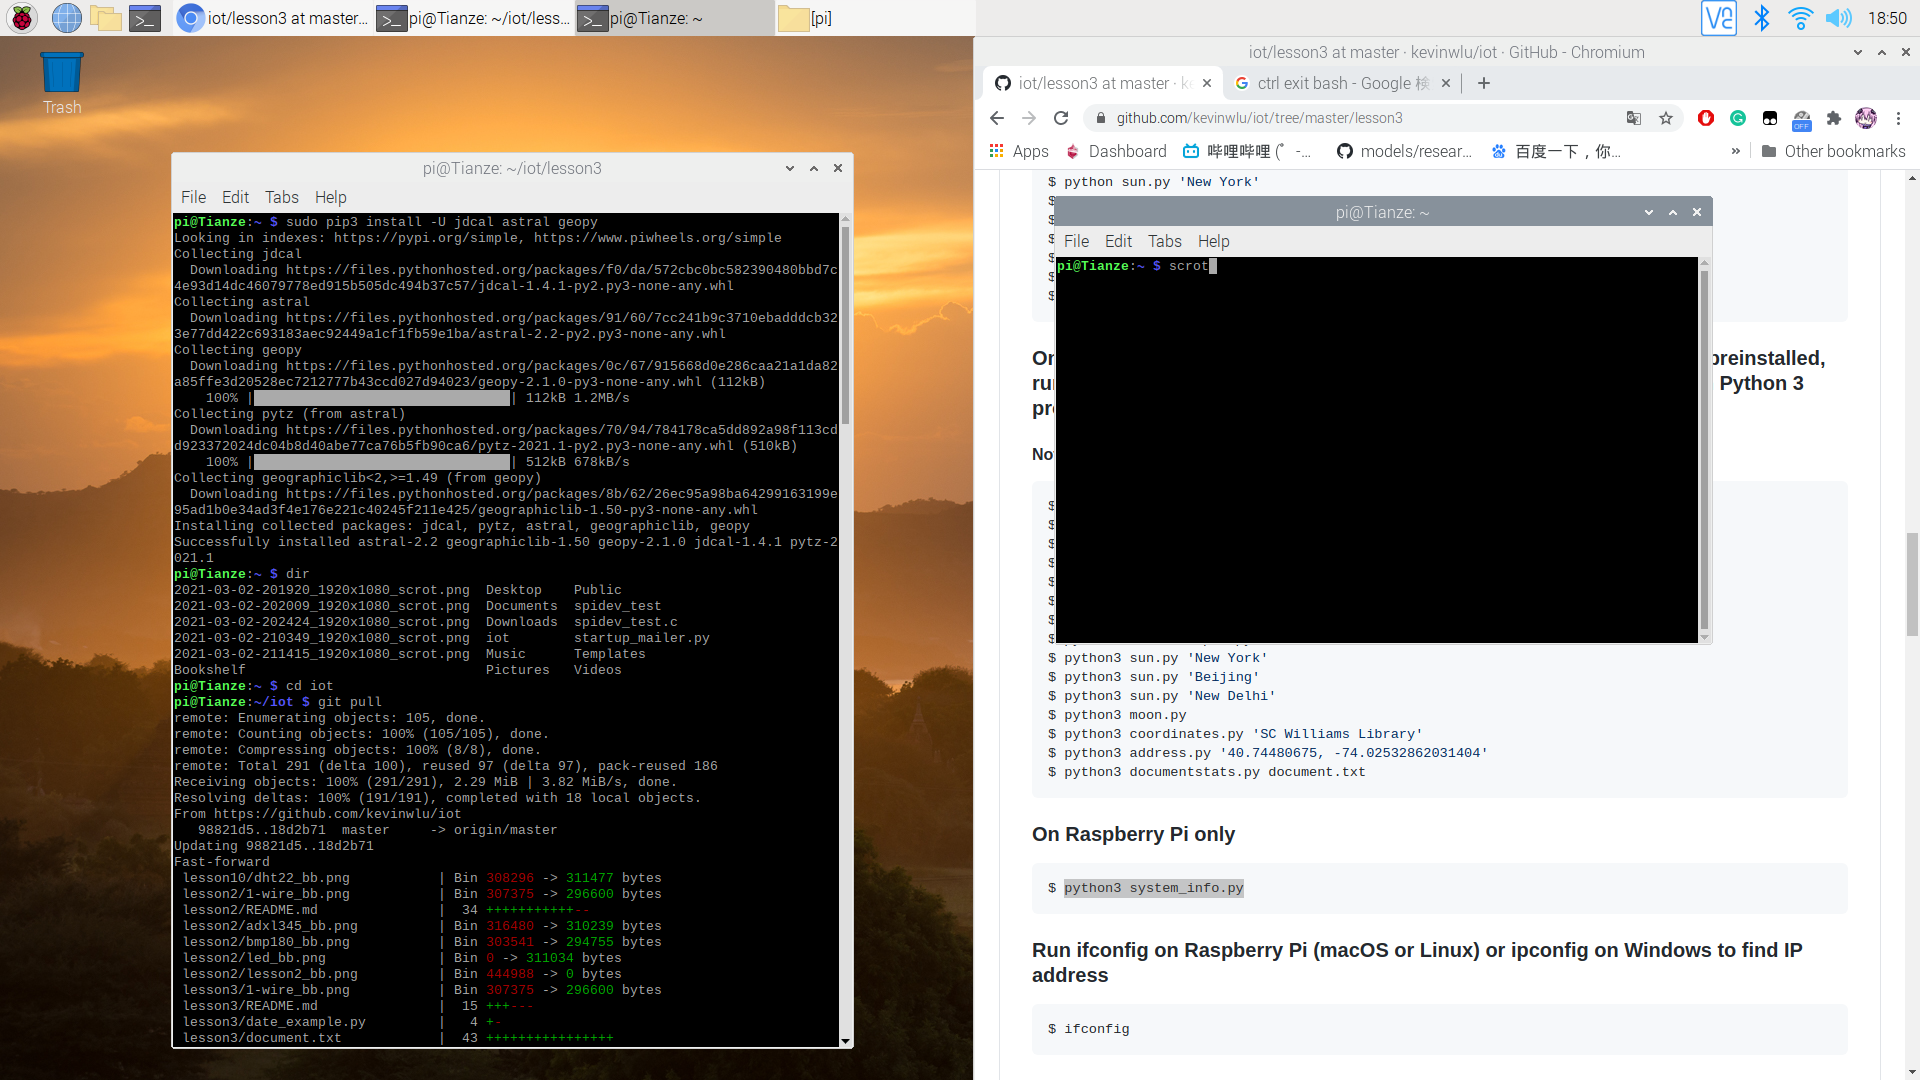 iot/lesson3 at master...
pi@Tianze: ~/iot/less...
pi@Tianze: ~
[pi]
18:50
Trash
pi@Tianze: ~/iot/lesson3
File Edit Tabs Help
pi@Tianze:~ $ sudo pip3 install -U jdcal astral geopy
Looking in indexes: https://pypi.org/simple, https://www.piwheels.org/simple
Collecting jdcal
Downloading https://files.pythonhosted.org/packages/f0/da/572cbc0bc582390480bbd7c
4e93d14dc46079778ed915b505dc494b37c57/jdcal-1.4.1-py2.py3-none-any.whl
Collecting astral
Downloading https://files.pythonhosted.org/packages/91/60/7cc241b9c3710ebadddcb32
3e77dd422c693183aec92449a1cf1fb59e1ba/astral-2.2-py2.py3-none-any.whl
Collecting geopy
Downloading https://files.pythonhosted.org/packages/0c/67/915668d0e286caa21a1da82
a85ffe3d20528ec7212777b43ccd027d94023/geopy-2.1.0-py3-none-any.whl (112kB)
100% | | 112kB 1.2MB/s
Collecting pytz (from astral)
Downloading https://files.pythonhosted.org/packages/70/94/784178ca5dd892a98f113cd
d923372024dc04b8d40abe77ca76b5fb90ca6/pytz-2021.1-py2.py3-none-any.whl (510kB)
100% | | 512kB 678kB/s
Collecting geographiclib<2,>=1.49 (from geopy)
Downloading https://files.pythonhosted.org/packages/8b/62/26ec95a98ba64299163199e
95ad1b0e34ad3f4e176e221c40245f211e425/geographiclib-1.50-py3-none-any.whl
Installing collected packages: jdcal, pytz, astral, geographiclib, geopy
Successfully installed astral-2.2 geographiclib-1.50 geopy-2.1.0 jdcal-1.4.1 pytz-2
021.1
pi@Tianze:~ $ dir
2021-03-02-201920_1920x1080_scrot.png Desktop Public
2021-03-02-202009_1920x1080_scrot.png Documents spidev_test
2021-03-02-202424_1920x1080_scrot.png Downloads spidev_test.c
2021-03-02-210349_1920x1080_scrot.png iot startup_mailer.py
2021-03-02-211415_1920x1080_scrot.png Music Templates
Bookshelf Pictures Videos
pi@Tianze:~ $ cd iot
pi@Tianze:~/iot $ git pull
remote: Enumerating objects: 105, done.
remote: Counting objects: 100% (105/105), done.
remote: Compressing objects: 100% (8/8), done.
remote: Total 291 (delta 100), reused 97 (delta 97), pack-reused 186
Receiving objects: 100% (291/291), 2.29 MiB | 3.82 MiB/s, done.
Resolving deltas: 100% (191/191), completed with 18 local objects.
From https://github.com/kevinwlu/iot
98821d5..18d2b71 master -> origin/master
Updating 98821d5..18d2b71
Fast-forward
lesson10/dht22_bb.png | Bin 308296 -> 311477 bytes
lesson2/1-wire_bb.png | Bin 307375 -> 296600 bytes
lesson2/README.md | 34 +++++++++++--
lesson2/adxl345_bb.png | Bin 316480 -> 310239 bytes
lesson2/bmp180_bb.png | Bin 303541 -> 294755 bytes
lesson2/led_bb.png | Bin 0 -> 311034 bytes
lesson2/lesson2_bb.png | Bin 444988 -> 0 bytes
lesson3/1-wire_bb.png | Bin 307375 -> 296600 bytes
lesson3/README.md | 15 +++---
lesson3/date_example.py | 4 +-
lesson3/document.txt | 43 ++++++++++++++++
iot/lesson3 at master · kevinwlu/iot · GitHub - Chromium
iot/lesson3 at master · ke
ctrl exit bash - Google 検
github.com/kevinwlu/iot/tree/master/lesson3
OFF
Apps Dashboard 哔哩哔哩 (゜-... models/resear... 百度一下，你... » Other bookmarks
$ python sun.py 'New York'
$
$
$
$
$
$
pi@Tianze: ~
File Edit Tabs Help
pi@Tianze:~ $ scrot
On preinstalled,
ru Python 3
pr
No
$
$
$
$
$
$
$
$
$ python3 sun.py 'New York'
$ python3 sun.py 'Beijing'
$ python3 sun.py 'New Delhi'
$ python3 moon.py
$ python3 coordinates.py 'SC Williams Library'
$ python3 address.py '40.74480675, -74.02532862031404'
$ python3 documentstats.py document.txt
On Raspberry Pi only
$ python3 system_info.py
Run ifconfig on Raspberry Pi (macOS or Linux) or ipconfig on Windows to find IP
address
$ ifconfig